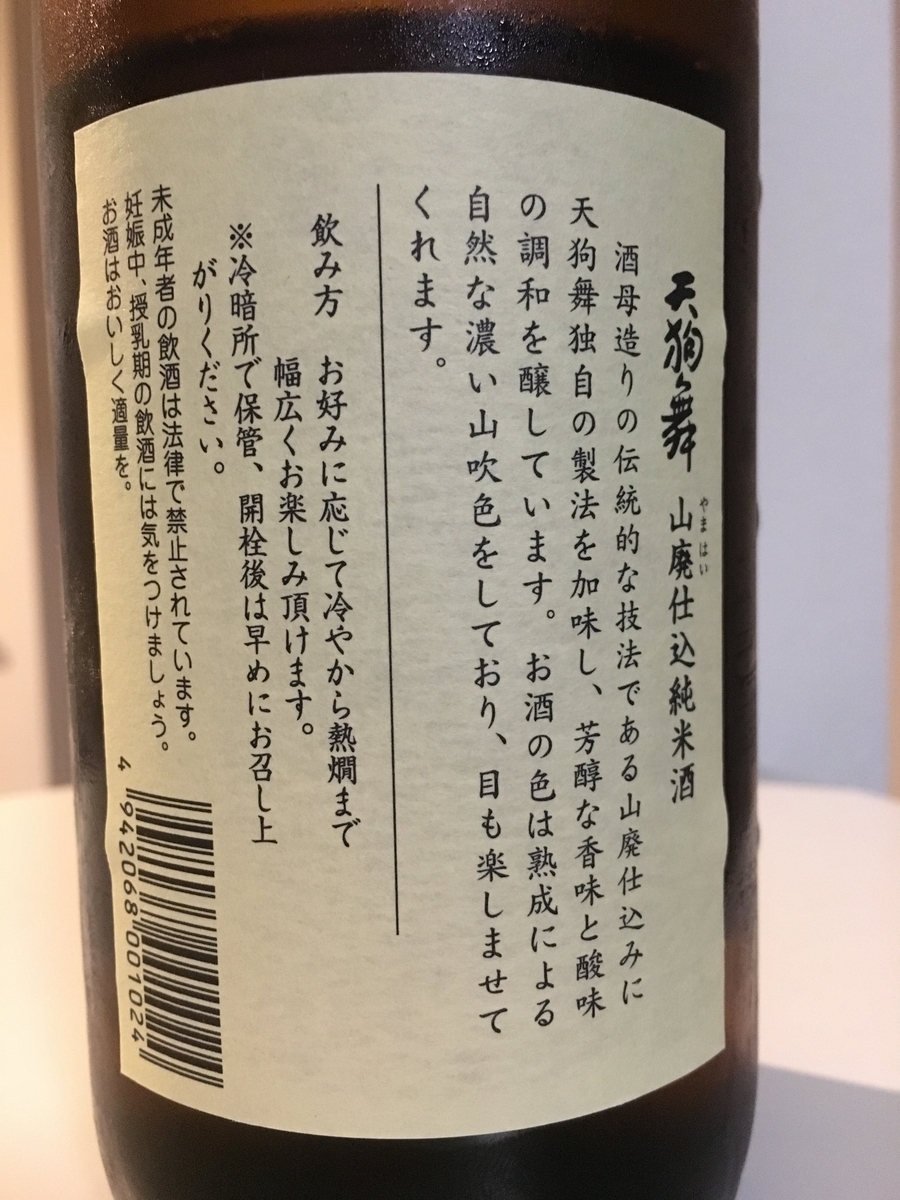 天狗舞 山廃仕込純米酒
やまはい
酒母造りの伝統的な技法である山廃仕込みに
天狗舞独自の製法を加味し、芳醇な香味と酸味
の調和を醸しています。お酒の色は熟成による
自然な濃い山吹色をしており、目も楽しませて
くれます。
飲み方 お好みに応じて冷やから熱燗まで
幅広くお楽しみ頂けます。
※冷暗所で保管、開栓後は早めにお召し上
がりください。
未成年者の飲酒は法律で禁止されています。
妊娠中、授乳期の飲酒には気をつけましょう。
お酒はおいしく適量を。
4 942068 001024